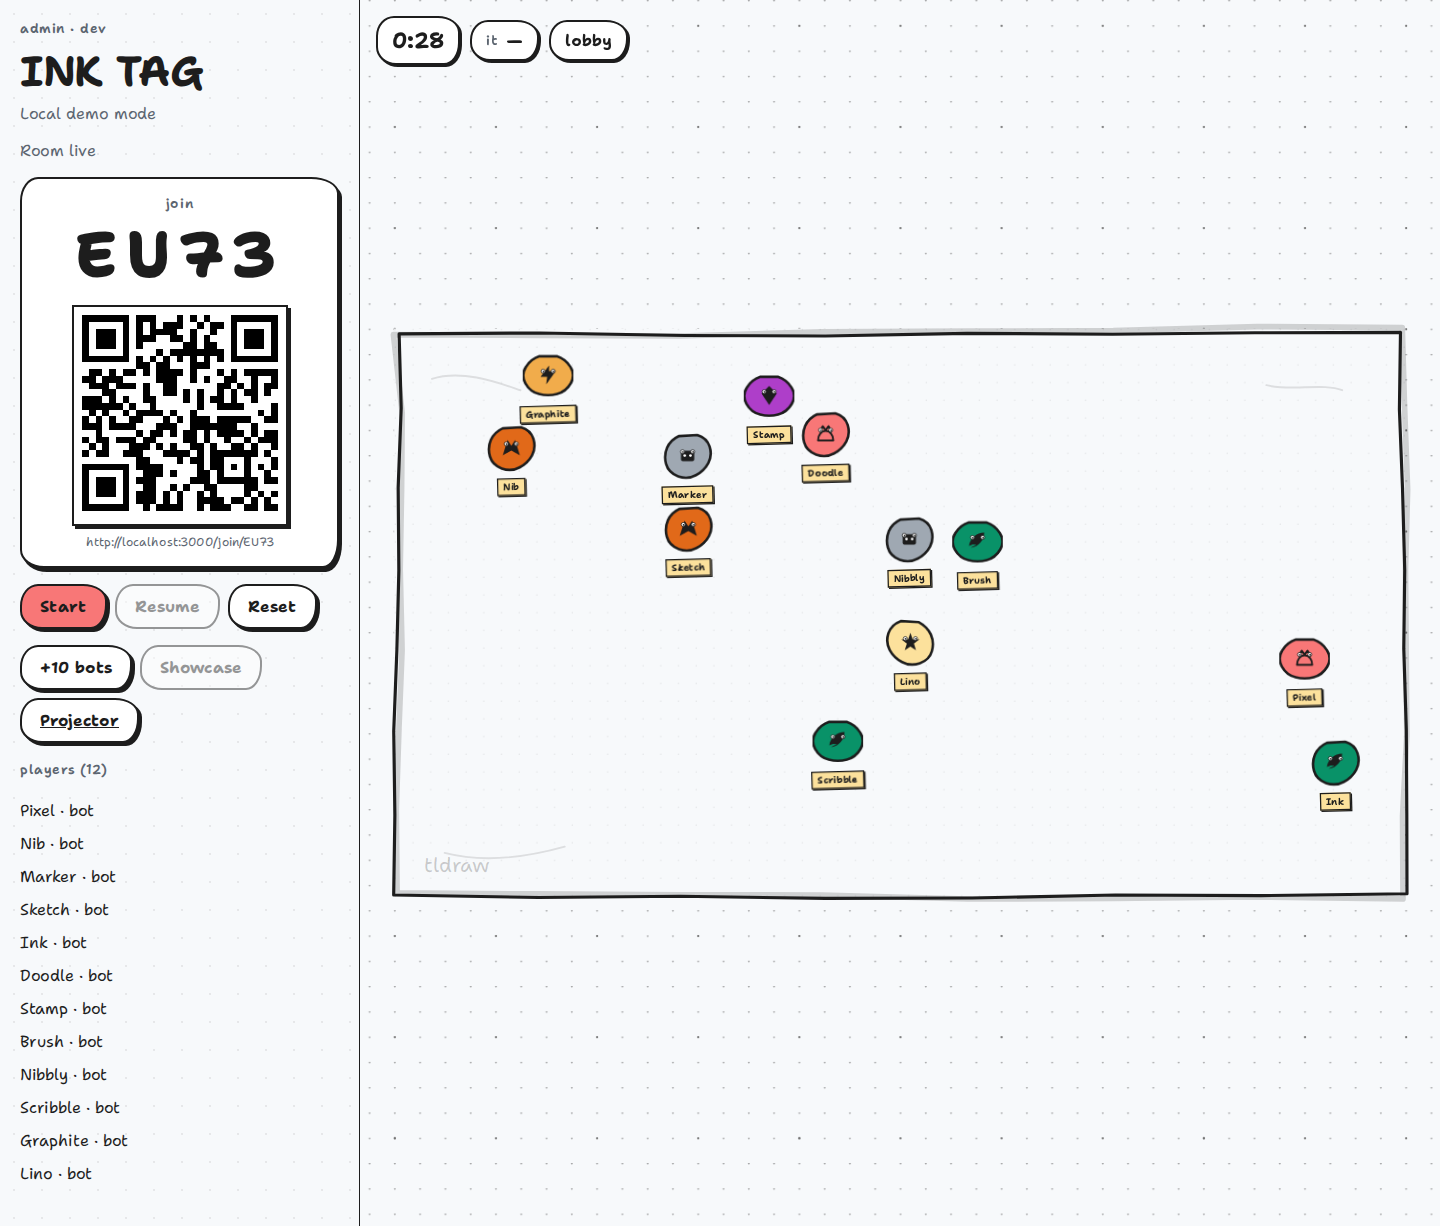 admin · dev
INK TAG
Local demo mode
Room live
join
EU73
http://localhost:3000/join/EU73
Start
Resume
Reset
+10 bots
Showcase
Projector
players (12)
Pixel · bot
Nib · bot
Marker · bot
Sketch · bot
Ink · bot
Doodle · bot
Stamp · bot
Brush · bot
Nibbly · bot
Scribble · bot
Graphite · bot
Lino · bot
0:28
it —
lobby
Graphite
Stamp
Doodle
Nib
Marker
Sketch
Nibbly
Brush
Lino
Pixel
Scribble
Ink
tldraw